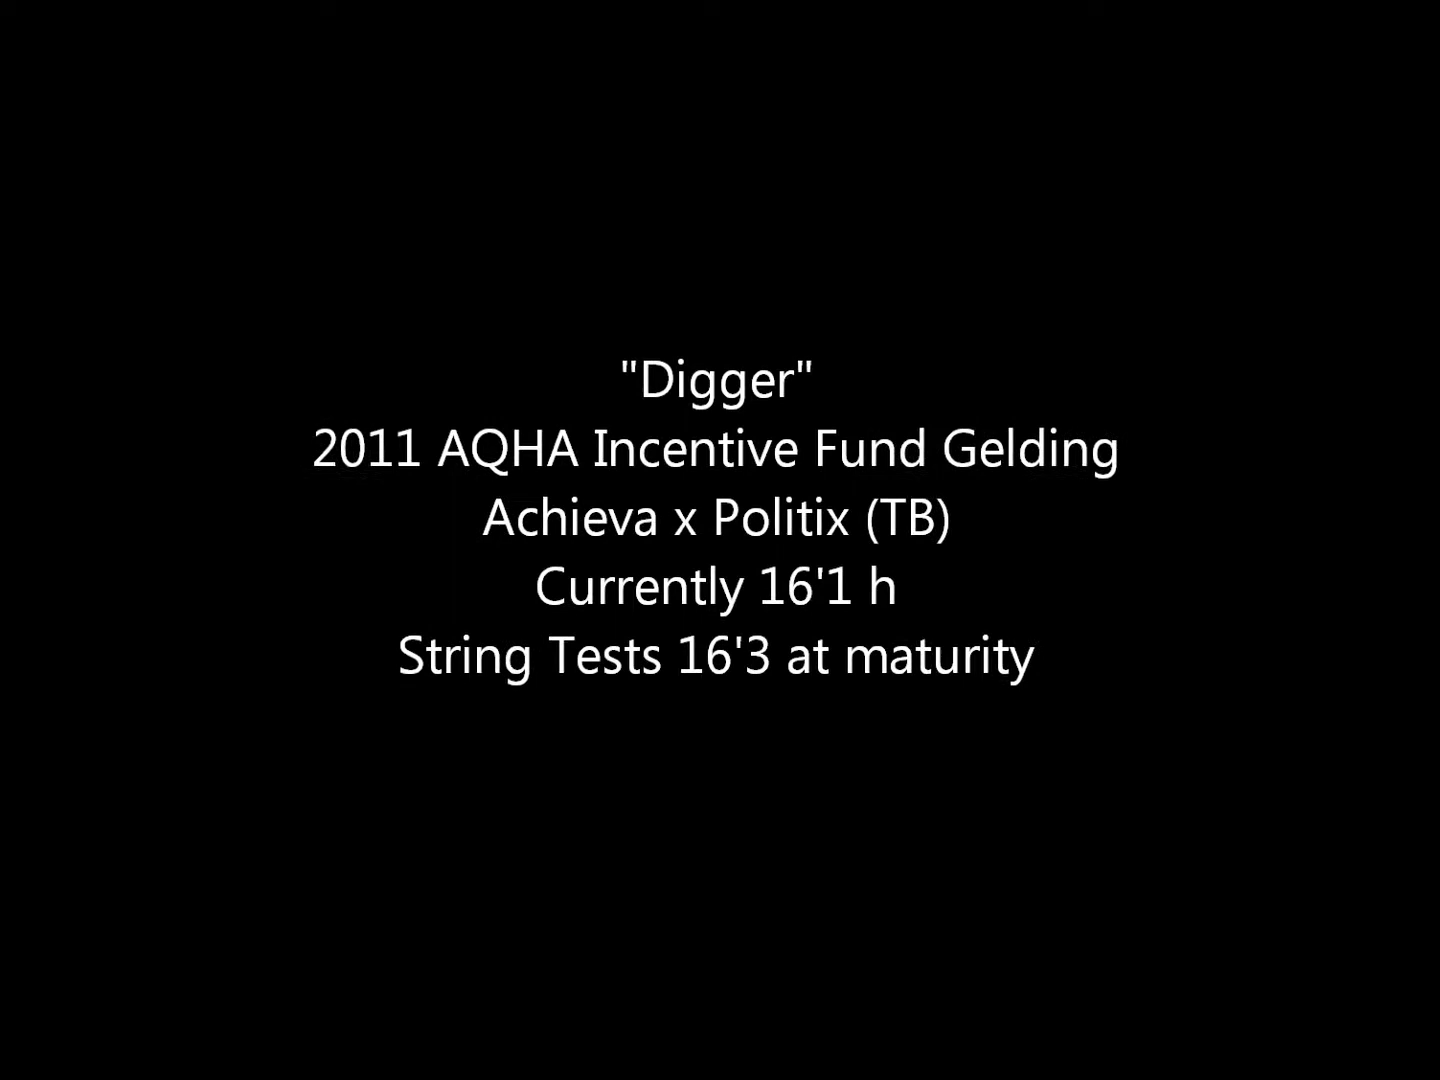 "Digger"
2011 AQHA Incentive Fund Gelding
Achieva x Politix (TB)
Currently 16'1 h
String Tests 16'3 at maturity